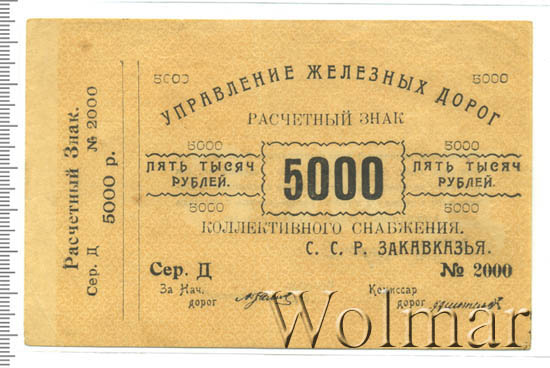 Расчетный Знак.
Сер. Д № 2000
5000 р.
5000 5000
УПРАВЛЕНИЕ ЖЕЛЕЗНЫХ ДОРОГ
РАСЧЕТНЫЙ ЗНАК
5000 5000
ПЯТЬ ТЫСЯЧ РУБЛЕЙ.
5000
ПЯТЬ ТЫСЯЧ РУБЛЕЙ.
5000 5000
КОЛЛЕКТИВНОГО СНАБЖЕНИЯ.
С. С. Р. ЗАКАВКАЗЬЯ.
Сер. Д № 2000
За Нач. дорог
Комиссар дорог
Wolmar